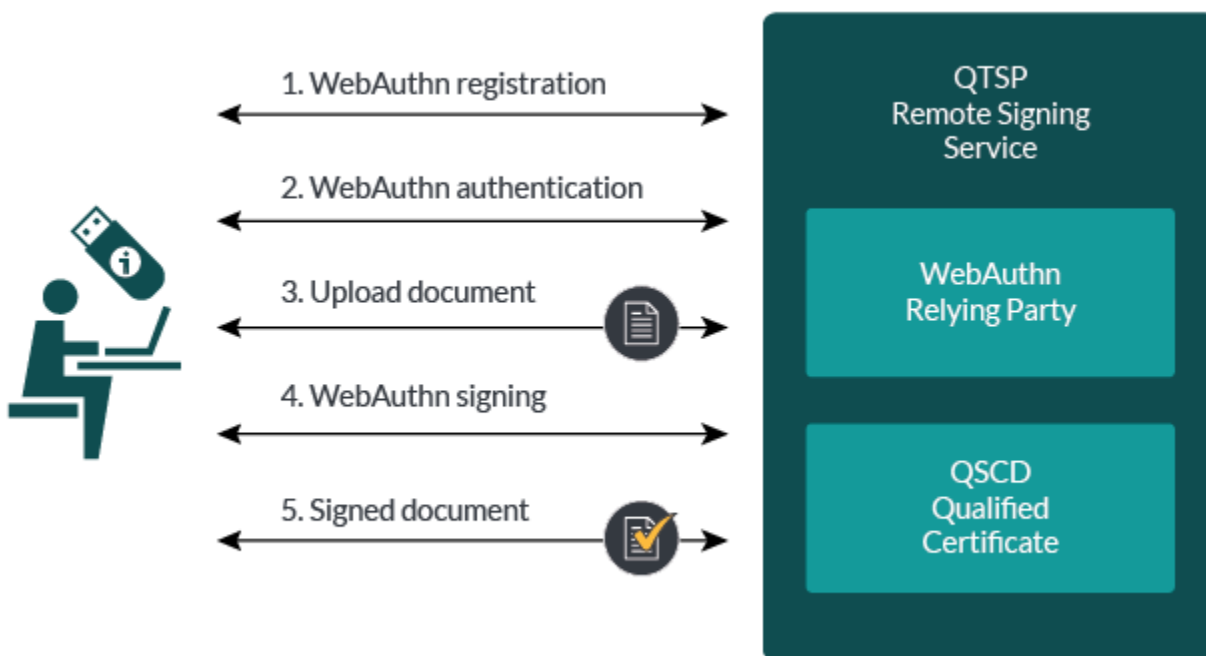 1. WebAuthn registration
2. WebAuthn authentication
3. Upload document
4. WebAuthn signing
5. Signed document
QTSP
Remote Signing
Service
WebAuthn
Relying Party
QSCD
Qualified
Certificate